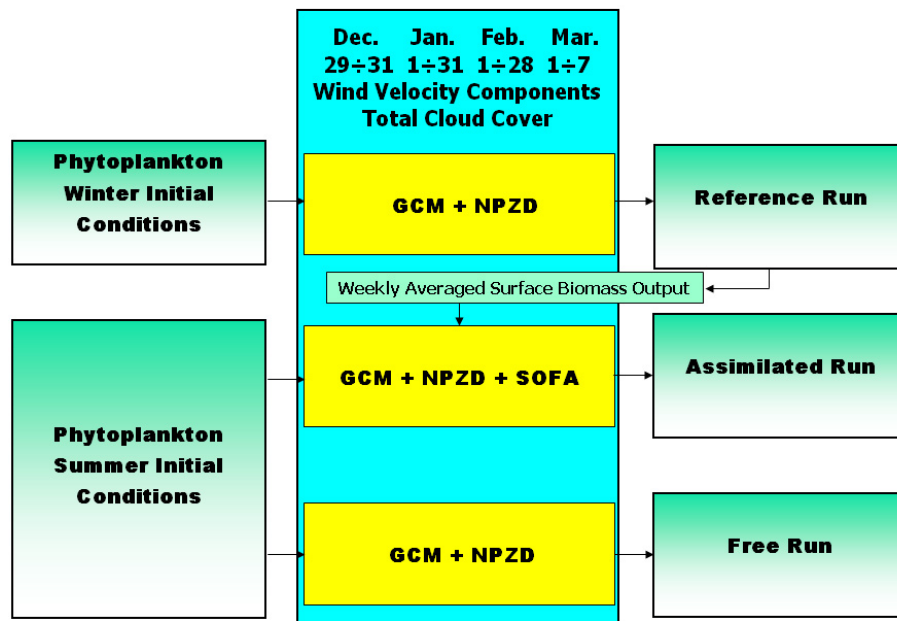 Dec. Jan. Feb. Mar.
29÷31 1÷31 1÷28 1÷7
Wind Velocity Components
Total Cloud Cover
Phytoplankton
Winter Initial
Conditions
GCM + NPZD
Reference Run
Weekly Averaged Surface Biomass Output
Phytoplankton
Summer Initial
Conditions
GCM + NPZD + SOFA
Assimilated Run
GCM + NPZD
Free Run